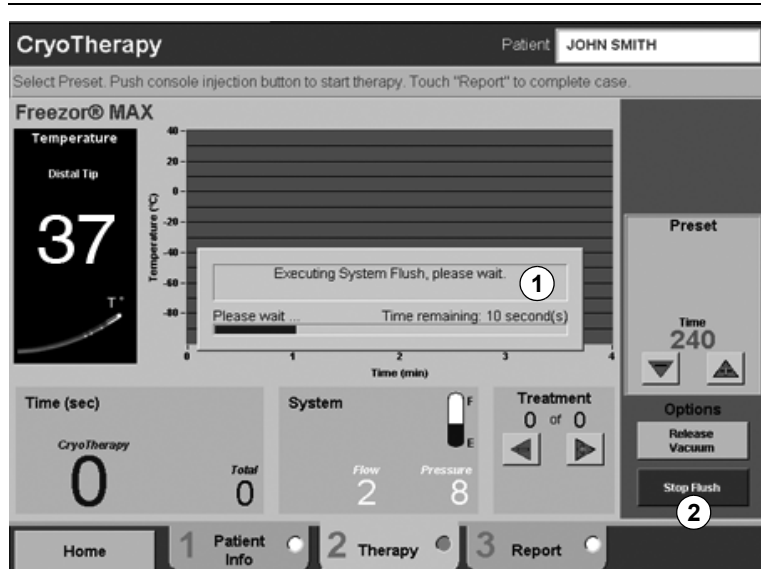 CryoTherapy
Patient JOHN SMITH
Select Preset. Push console injection button to start therapy. Touch "Report" to complete case.
Freezor® MAX
Temperature
Distal Tip
37
T°
Temperature (°C)
40
20
0
-20
-40
-60
-80
0 1 2 3 4
Time (min)
Executing System Flush, please wait.
1
Please wait ... Time remaining: 10 second(s)
Preset
Time
240
Time (sec)
CryoTherapy
0
Total
0
System
F
E
Flow
2
Pressure
8
Treatment
0 of 0
Options
Release
Vacuum
Stop Flush
2
Home
1 Patient
Info
2 Therapy
3 Report